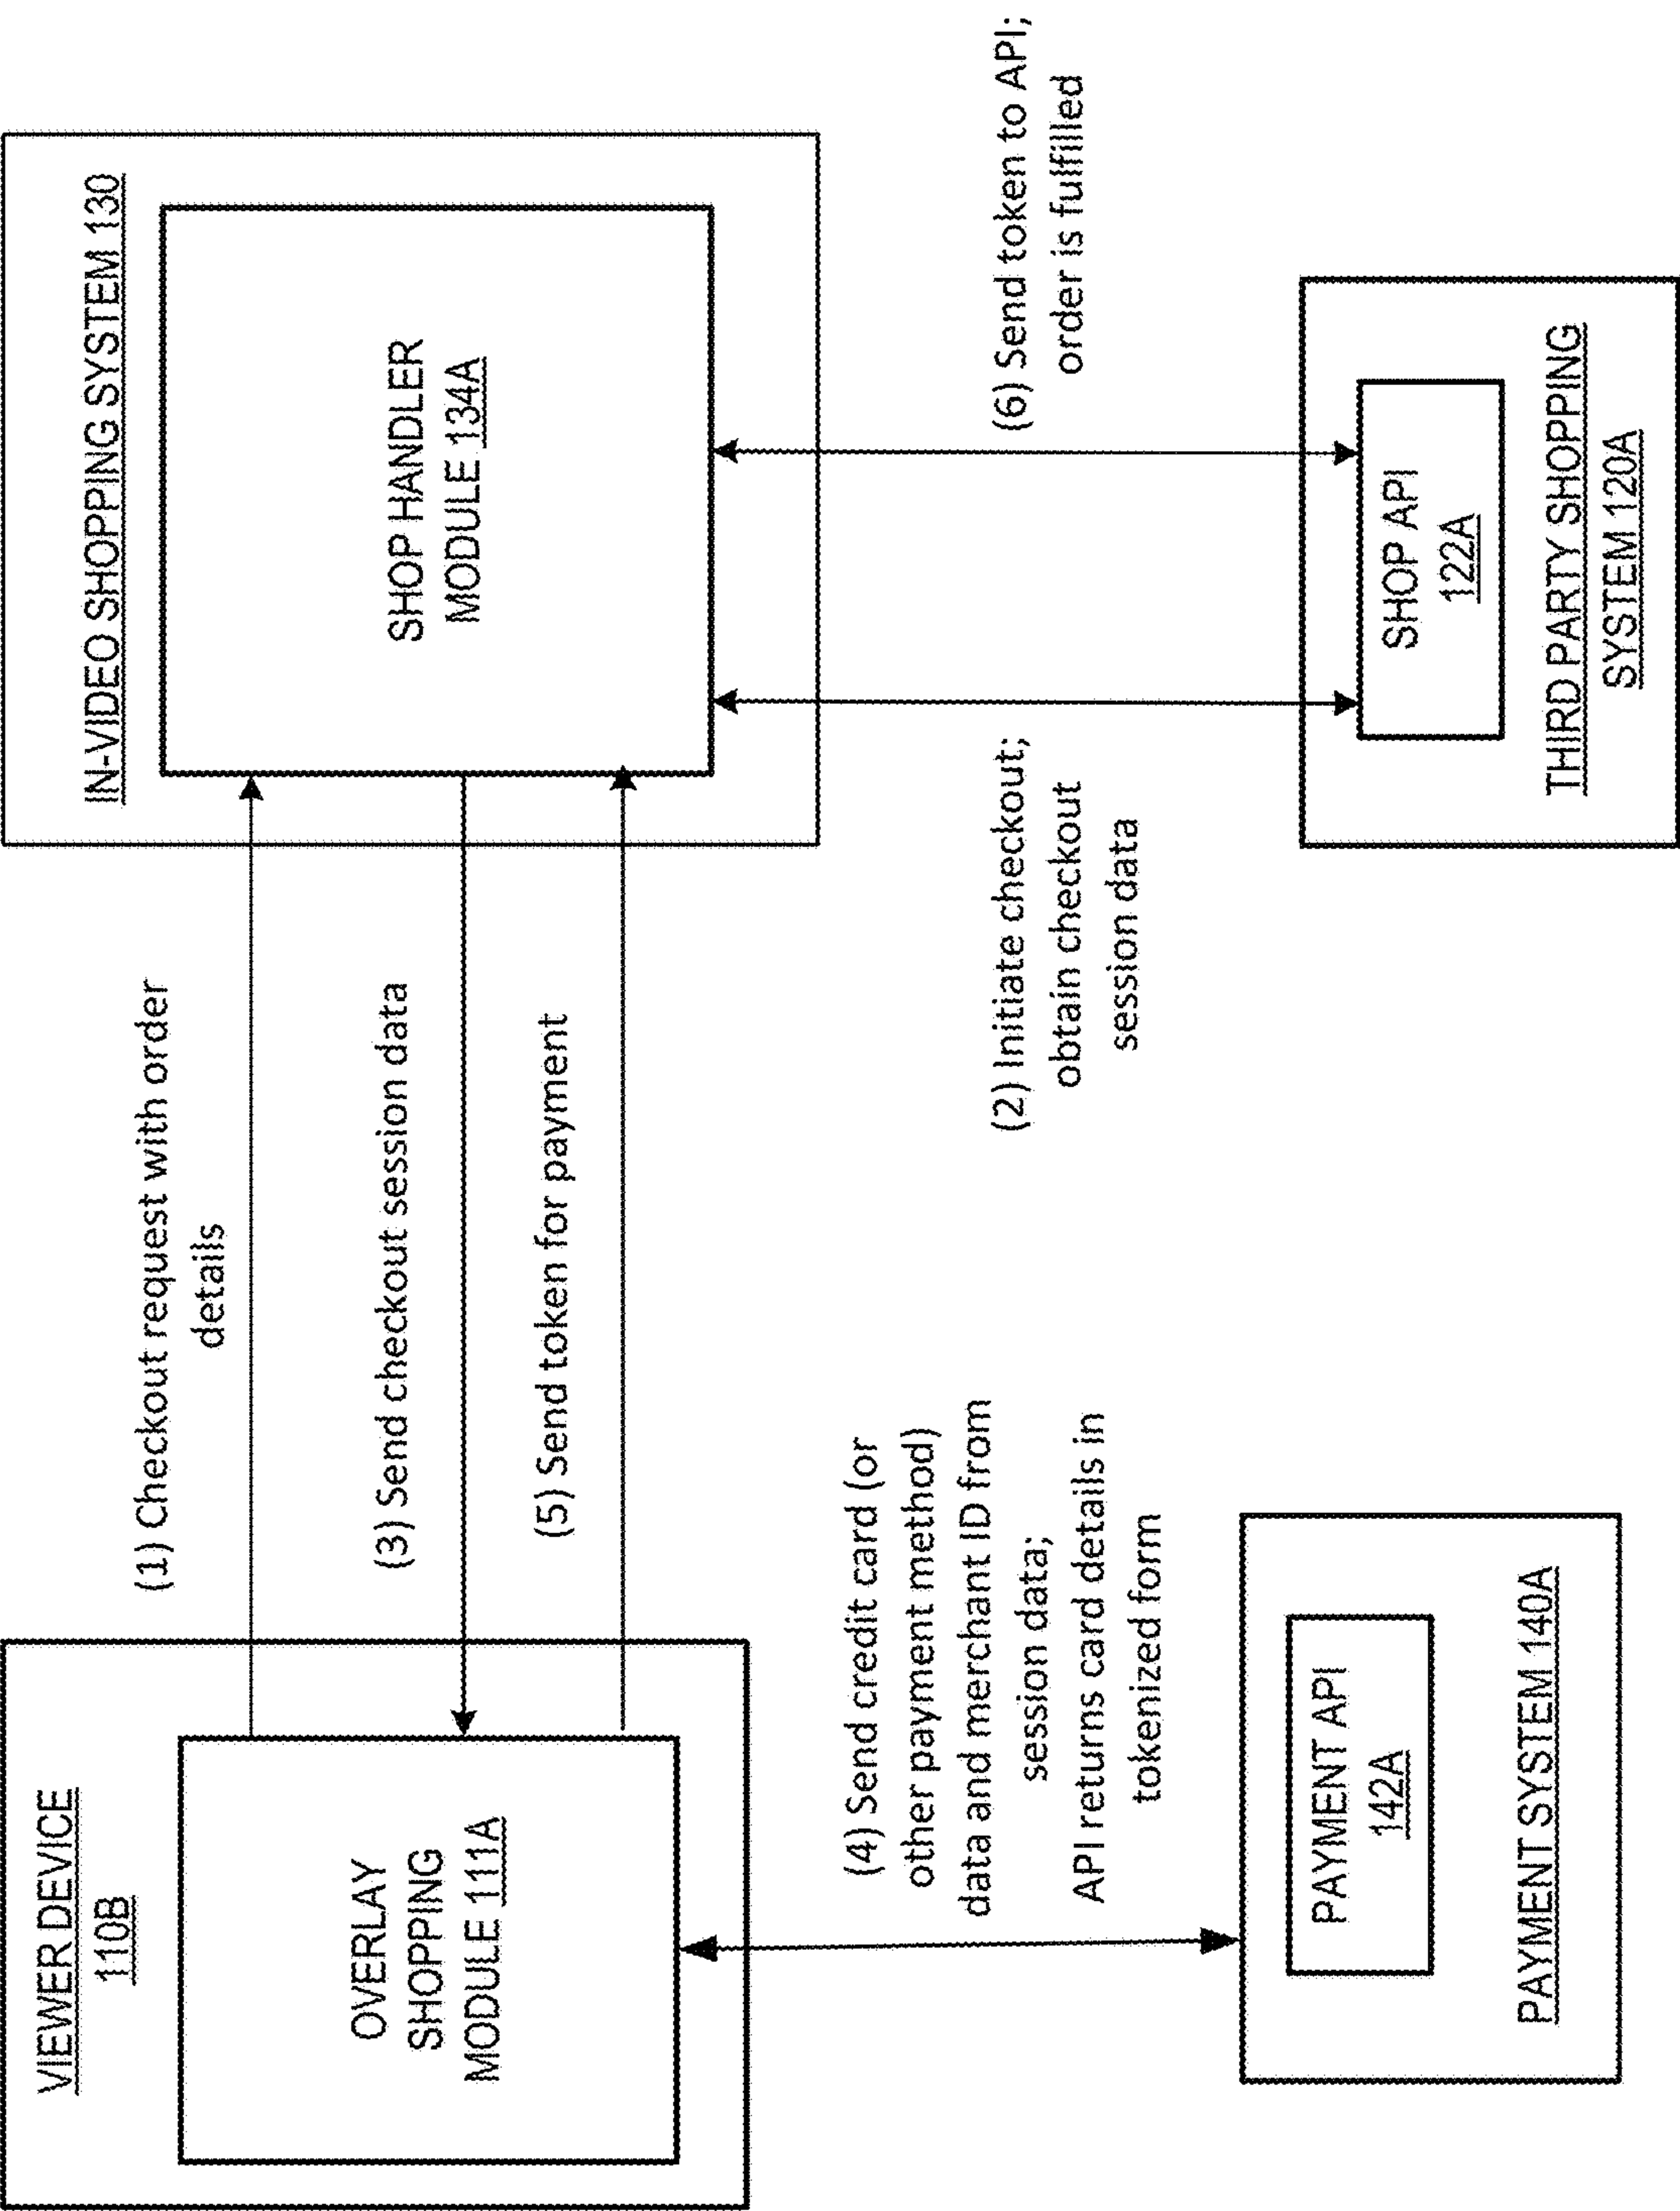 VIEWER DEVICE
110B
OVERLAY
SHOPPING
MODULE 111A
(1) Checkout request with order
details
(3) Send checkout session data
(5) Send token for payment
IN-VIDEO SHOPPING SYSTEM 130
SHOP HANDLER
MODULE 134A
(4) Send credit card (or
other payment method)
data and merchant ID from
session data;
API returns card details in
tokenized form
(2) Initiate checkout;
obtain checkout
session data
(6) Send token to API;
order is fulfilled
PAYMENT API
142A
PAYMENT SYSTEM 140A
SHOP API
122A
THIRD PARTY SHOPPING
SYSTEM 120A